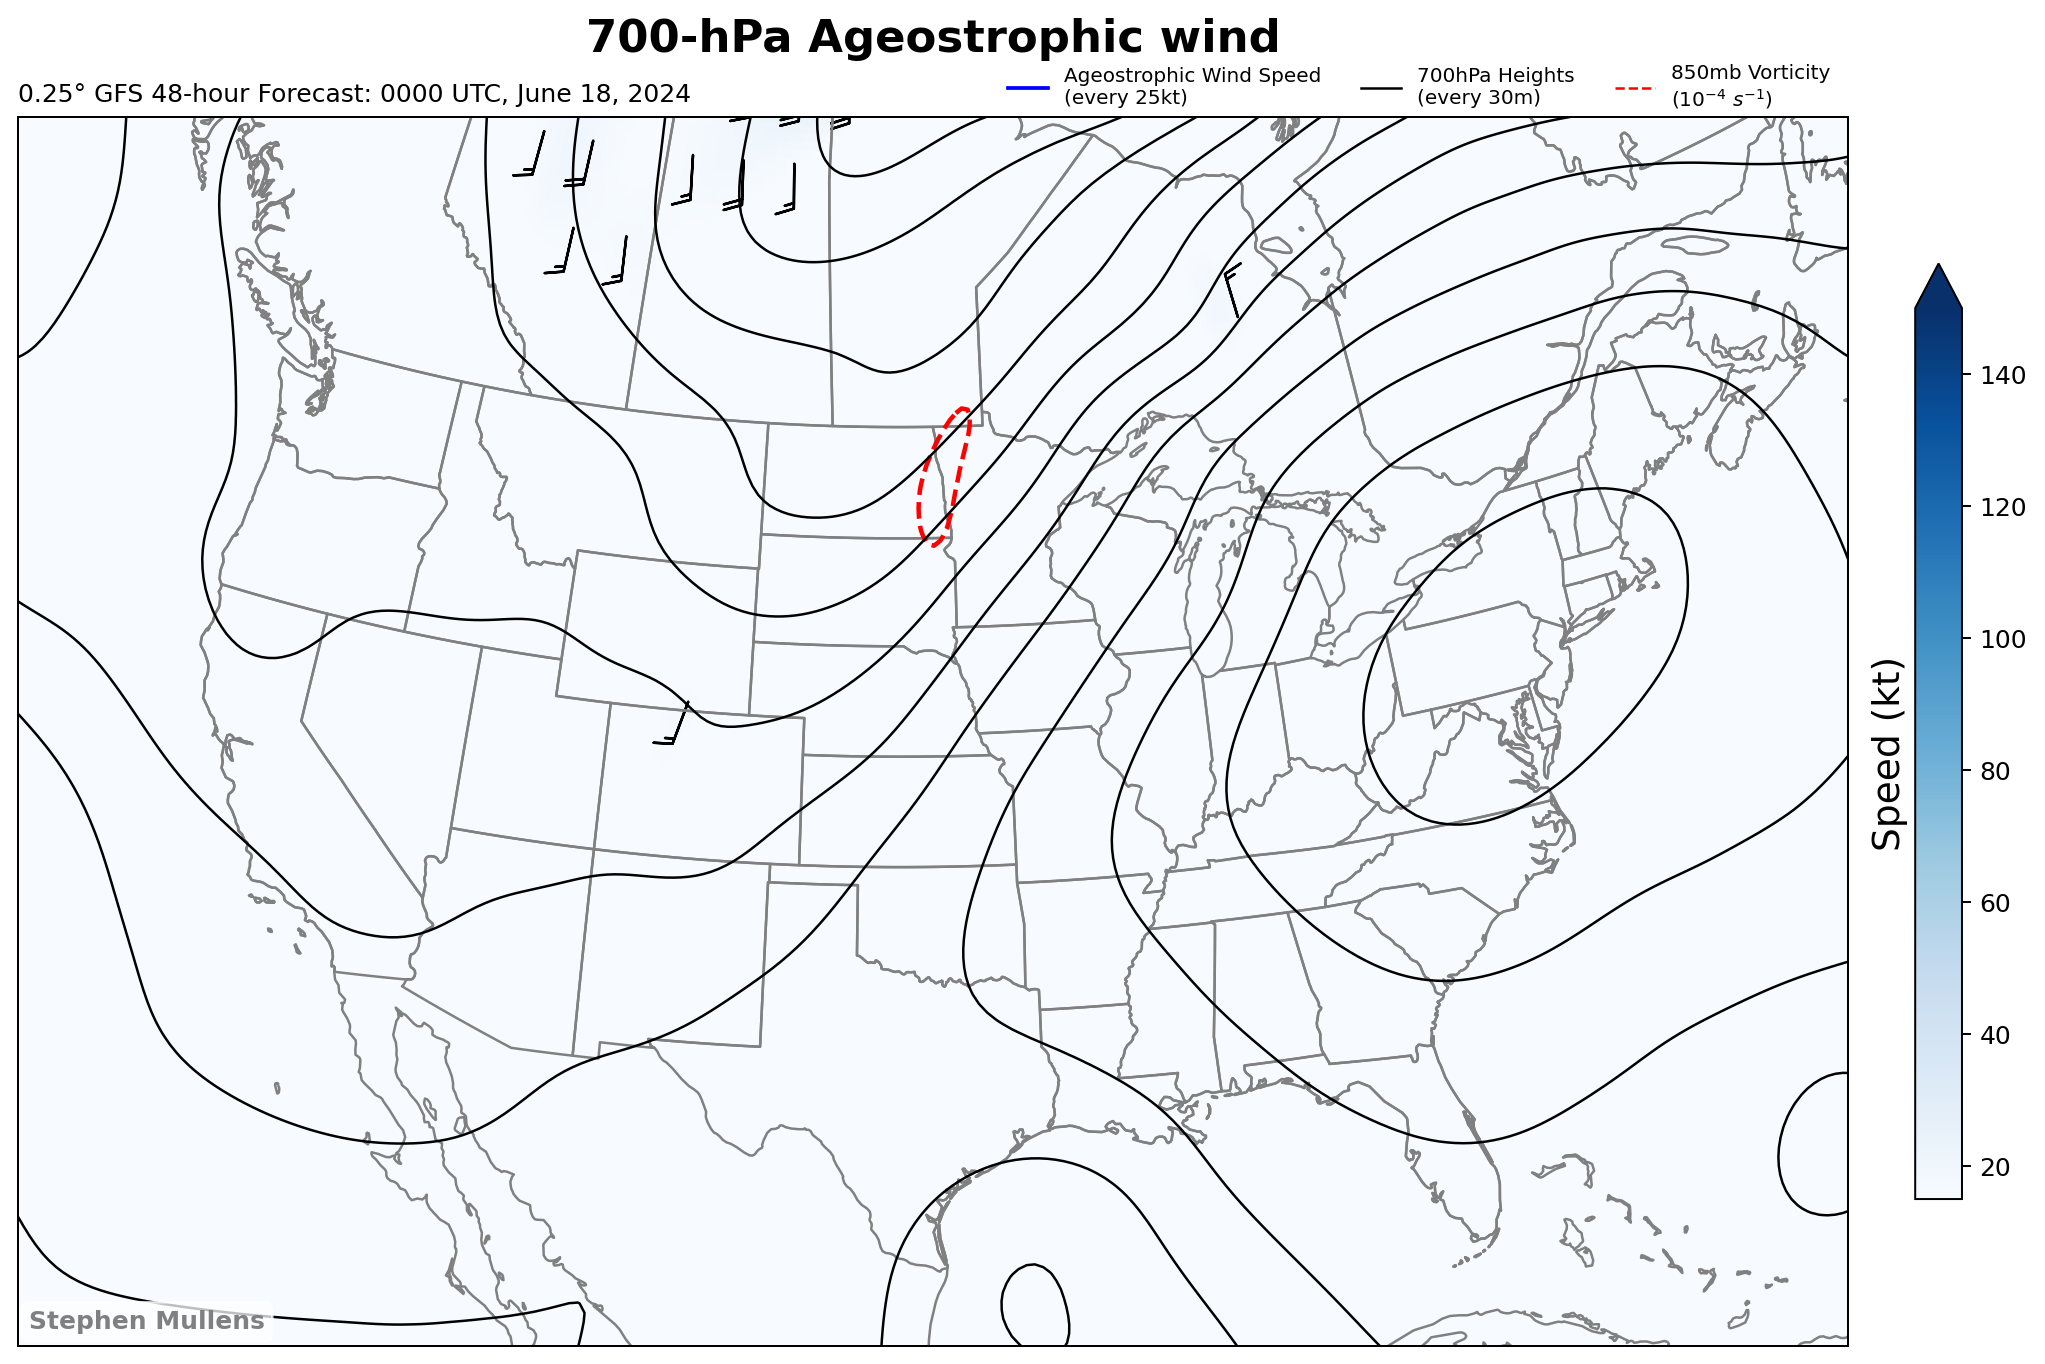 700-hPa Ageostrophic wind
0.25° GFS 48-hour Forecast: 0000 UTC, June 18, 2024
Ageostrophic Wind Speed
(every 25kt)
700hPa Heights
(every 30m)
850mb Vorticity
(10⁻⁴ s⁻¹)
140
120
100
80
60
40
20
Speed (kt)
Stephen Mullens